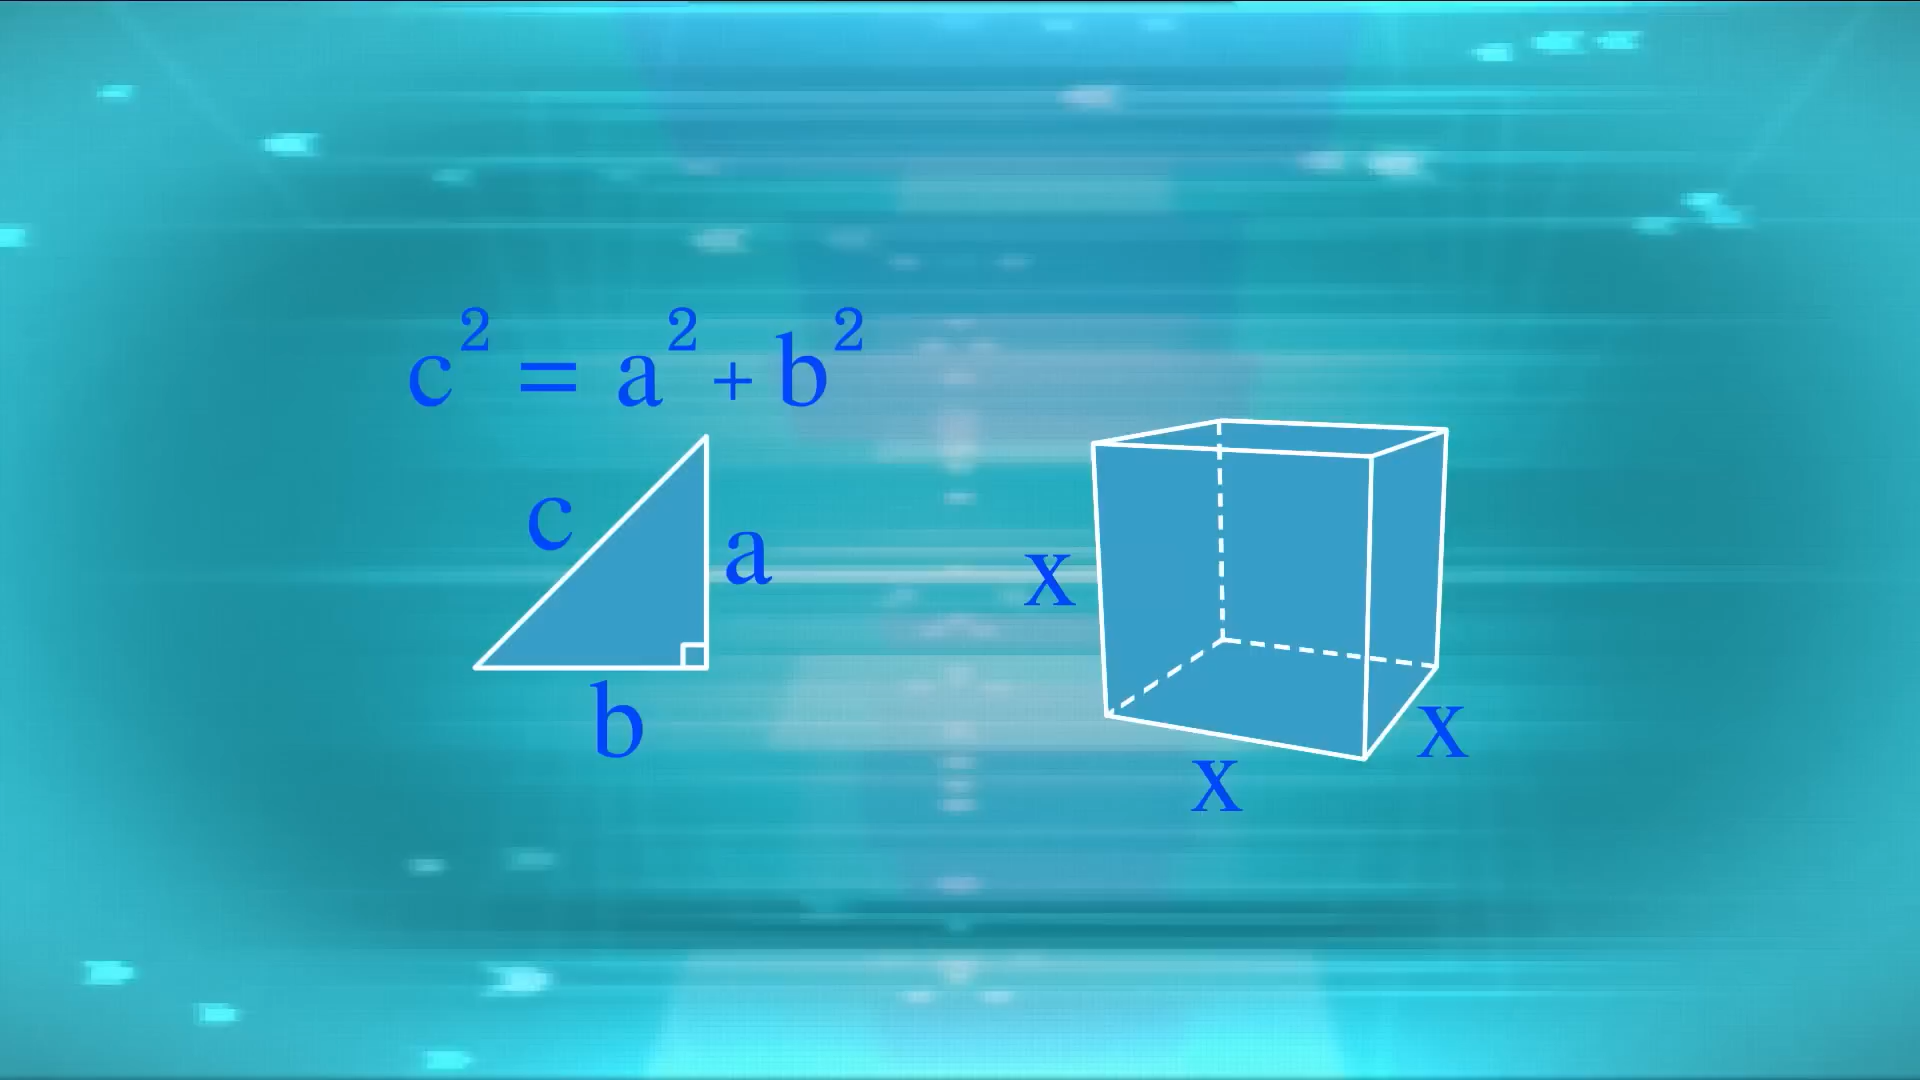 c² = a² + b²
c
a
b
x
x
x